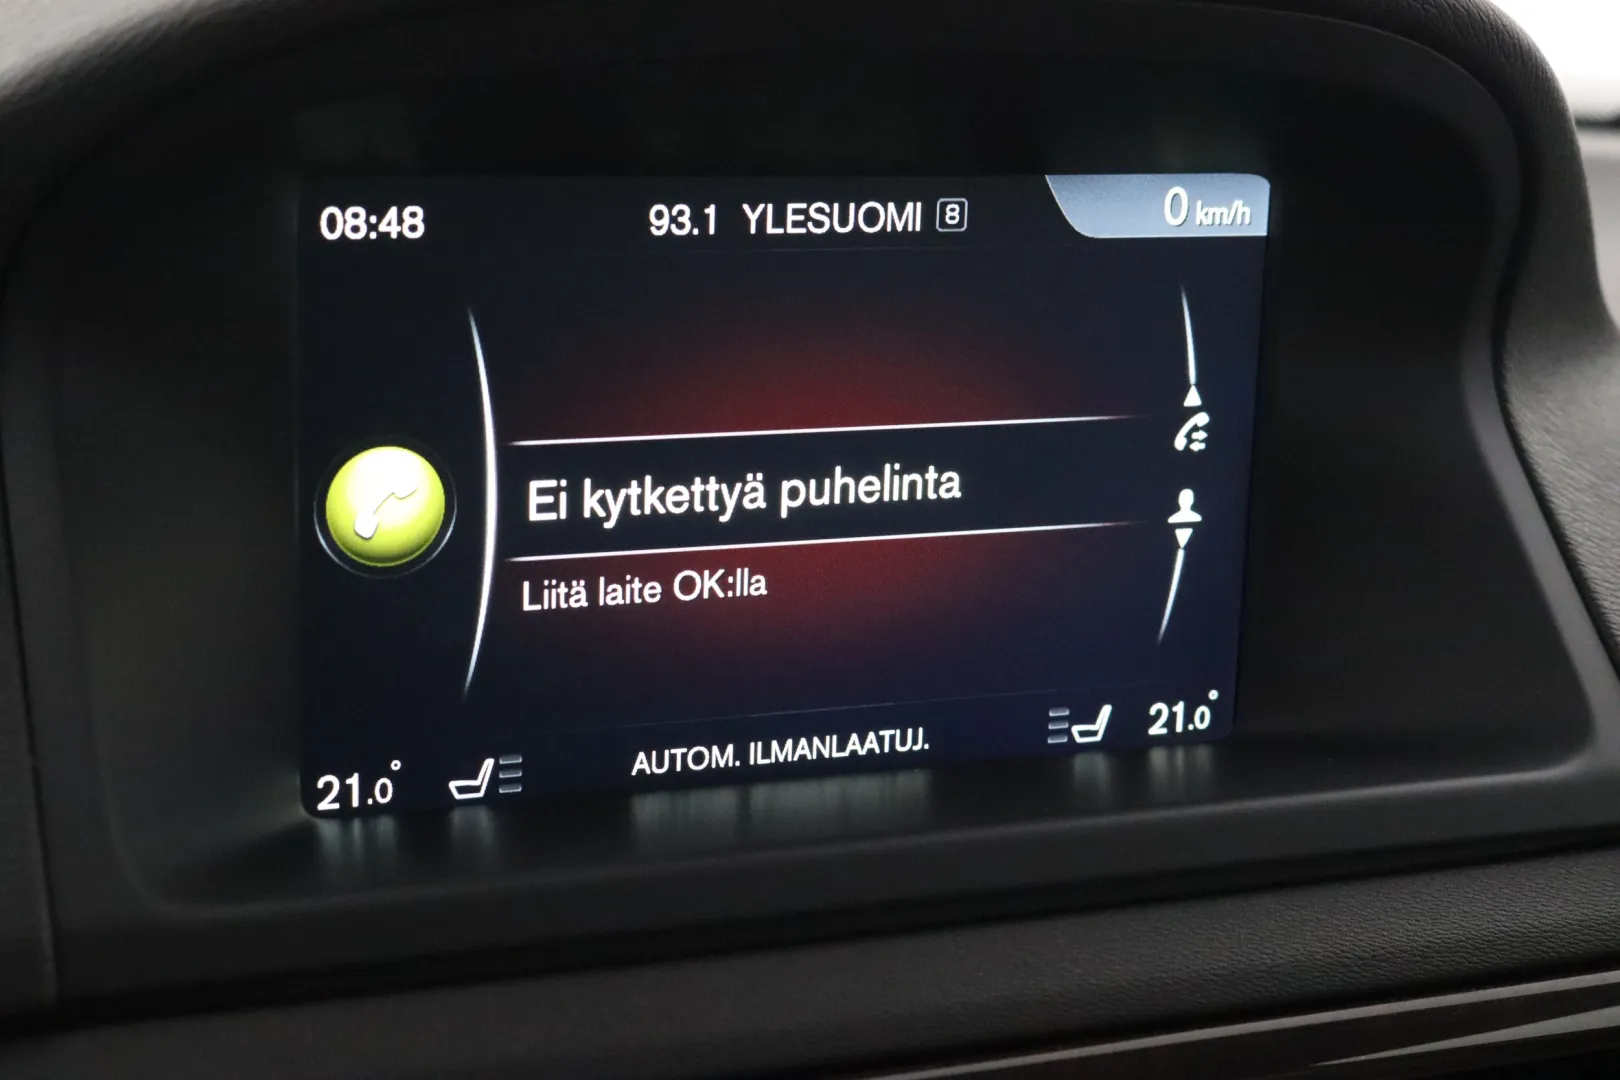 08:48 93.1 YLESUOMI 8 0 km/h
Ei kytkettyä puhelinta
Liitä laite OK:lla
21.0° AUTOM. ILMANLAATUJ. 21.0°